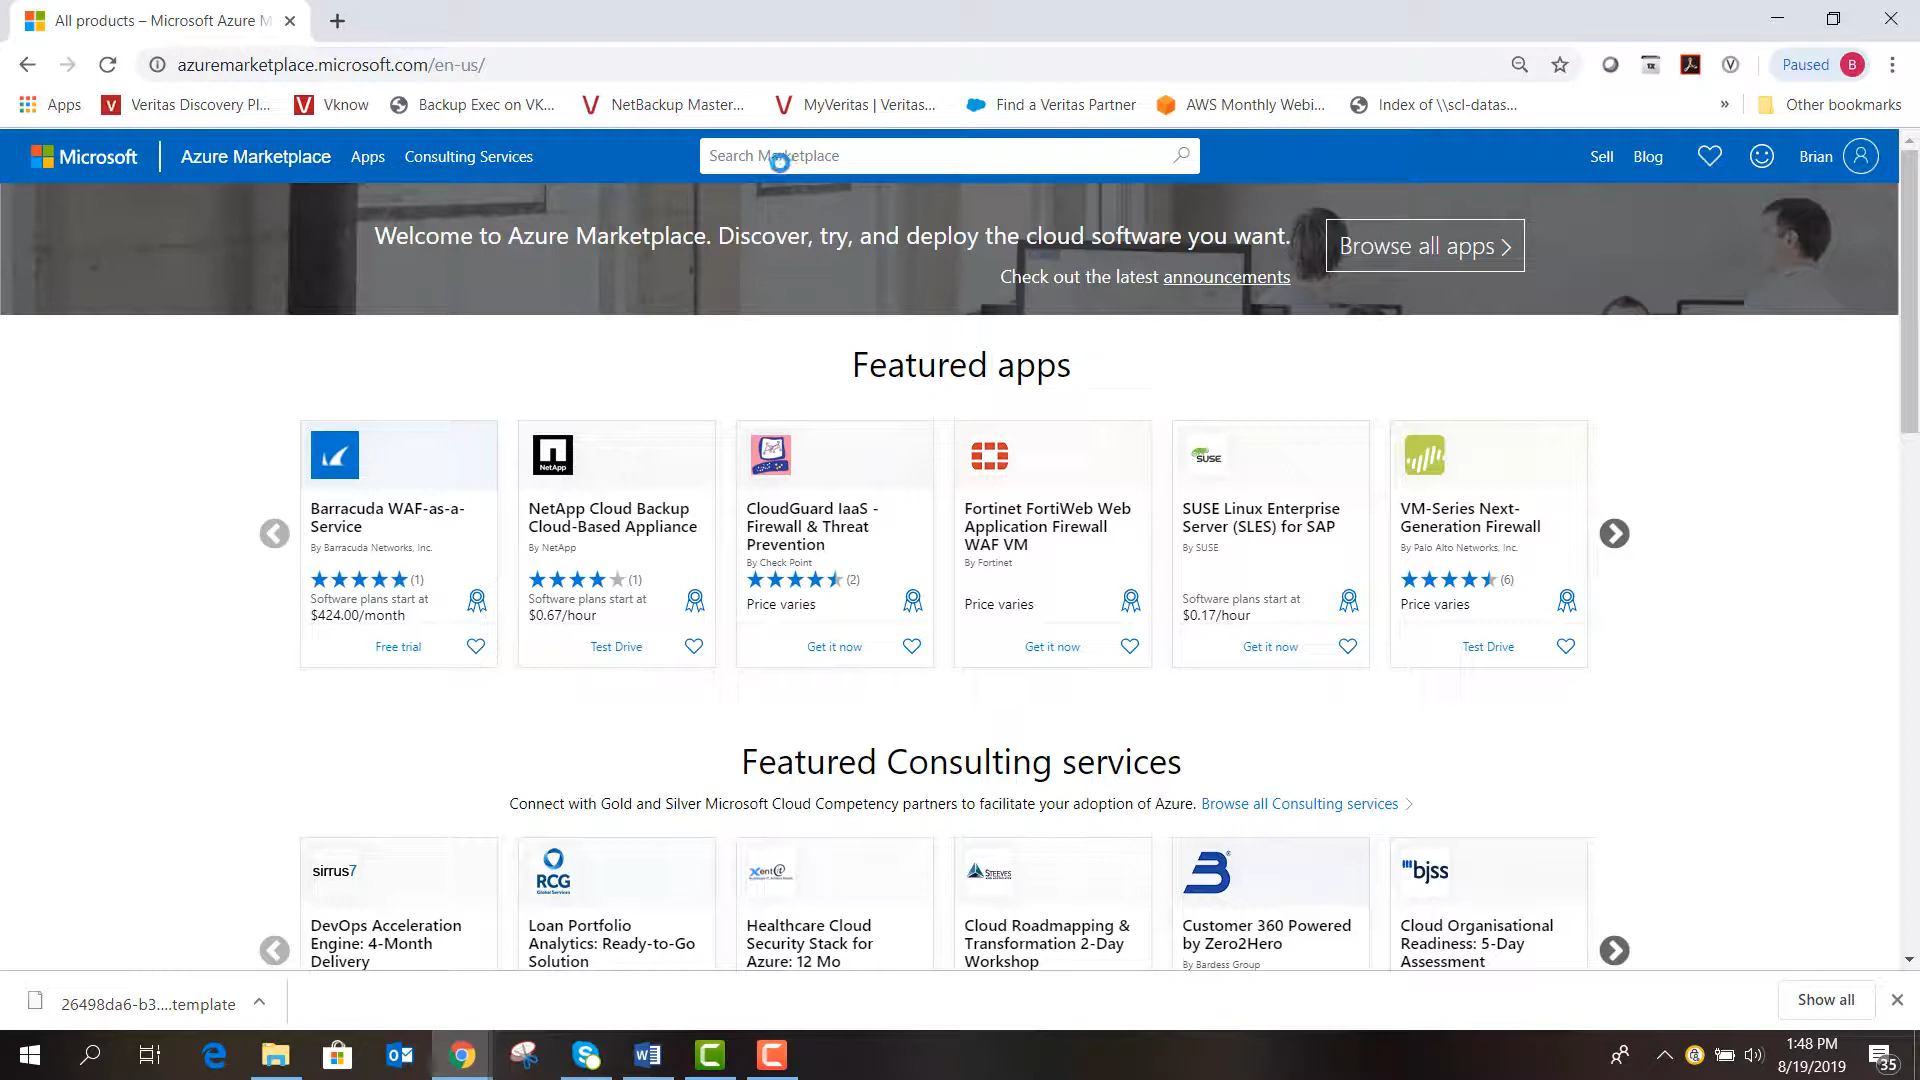 All products – Microsoft Azure M
azuremarketplace.microsoft.com/en-us/
Paused B
Apps Veritas Discovery Pl... Vknow Backup Exec on VK... NetBackup Master... MyVeritas | Veritas... Find a Veritas Partner AWS Monthly Webi... Index of \\scl-datas... » Other bookmarks
Microsoft Azure Marketplace Apps Consulting Services Search Marketplace Sell Blog Brian
Welcome to Azure Marketplace. Discover, try, and deploy the cloud software you want.
Browse all apps
Check out the latest announcements
Featured apps
NetApp
SUSE
Barracuda WAF-as-a-
Service
By Barracuda Networks, Inc.
(1)
Software plans start at
$424.00/month
Free trial
NetApp Cloud Backup
Cloud-Based Appliance
By NetApp
(1)
Software plans start at
$0.67/hour
Test Drive
CloudGuard IaaS -
Firewall & Threat
Prevention
By Check Point
(2)
Price varies
Get it now
Fortinet FortiWeb Web
Application Firewall
WAF VM
By Fortinet
Price varies
Get it now
SUSE Linux Enterprise
Server (SLES) for SAP
By SUSE
Software plans start at
$0.17/hour
Get it now
VM-Series Next-
Generation Firewall
By Palo Alto Networks, Inc.
(6)
Price varies
Test Drive
Featured Consulting services
Connect with Gold and Silver Microsoft Cloud Competency partners to facilitate your adoption of Azure. Browse all Consulting services
sirrus7
DevOps Acceleration
Engine: 4-Month
Delivery
RCG
Global Services
Loan Portfolio
Analytics: Ready-to-Go
Solution
Xent@
Healthcare Cloud
Security Stack for
Azure: 12 Mo
STEEVES
Cloud Roadmapping &
Transformation 2-Day
Workshop
Customer 360 Powered
by Zero2Hero
By Bardess Group
bjss
Cloud Organisational
Readiness: 5-Day
Assessment
26498da6-b3....template
Show all
1:48 PM
8/19/2019
35